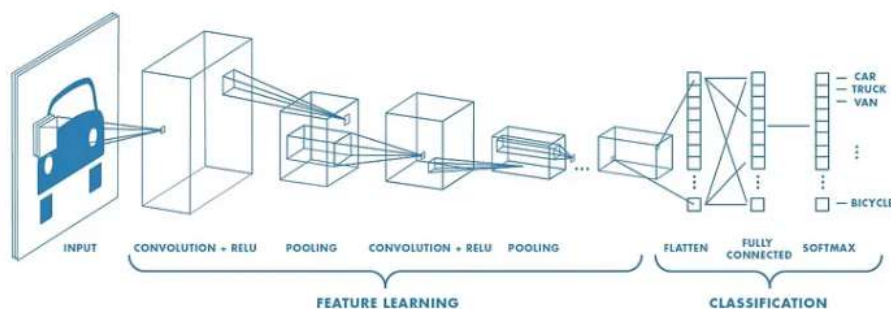 CAR
TRUCK
VAN
BICYCLE
INPUT CONVOLUTION + RELU POOLING CONVOLUTION + RELU POOLING FLATTEN FULLY CONNECTED SOFTMAX
FEATURE LEARNING CLASSIFICATION